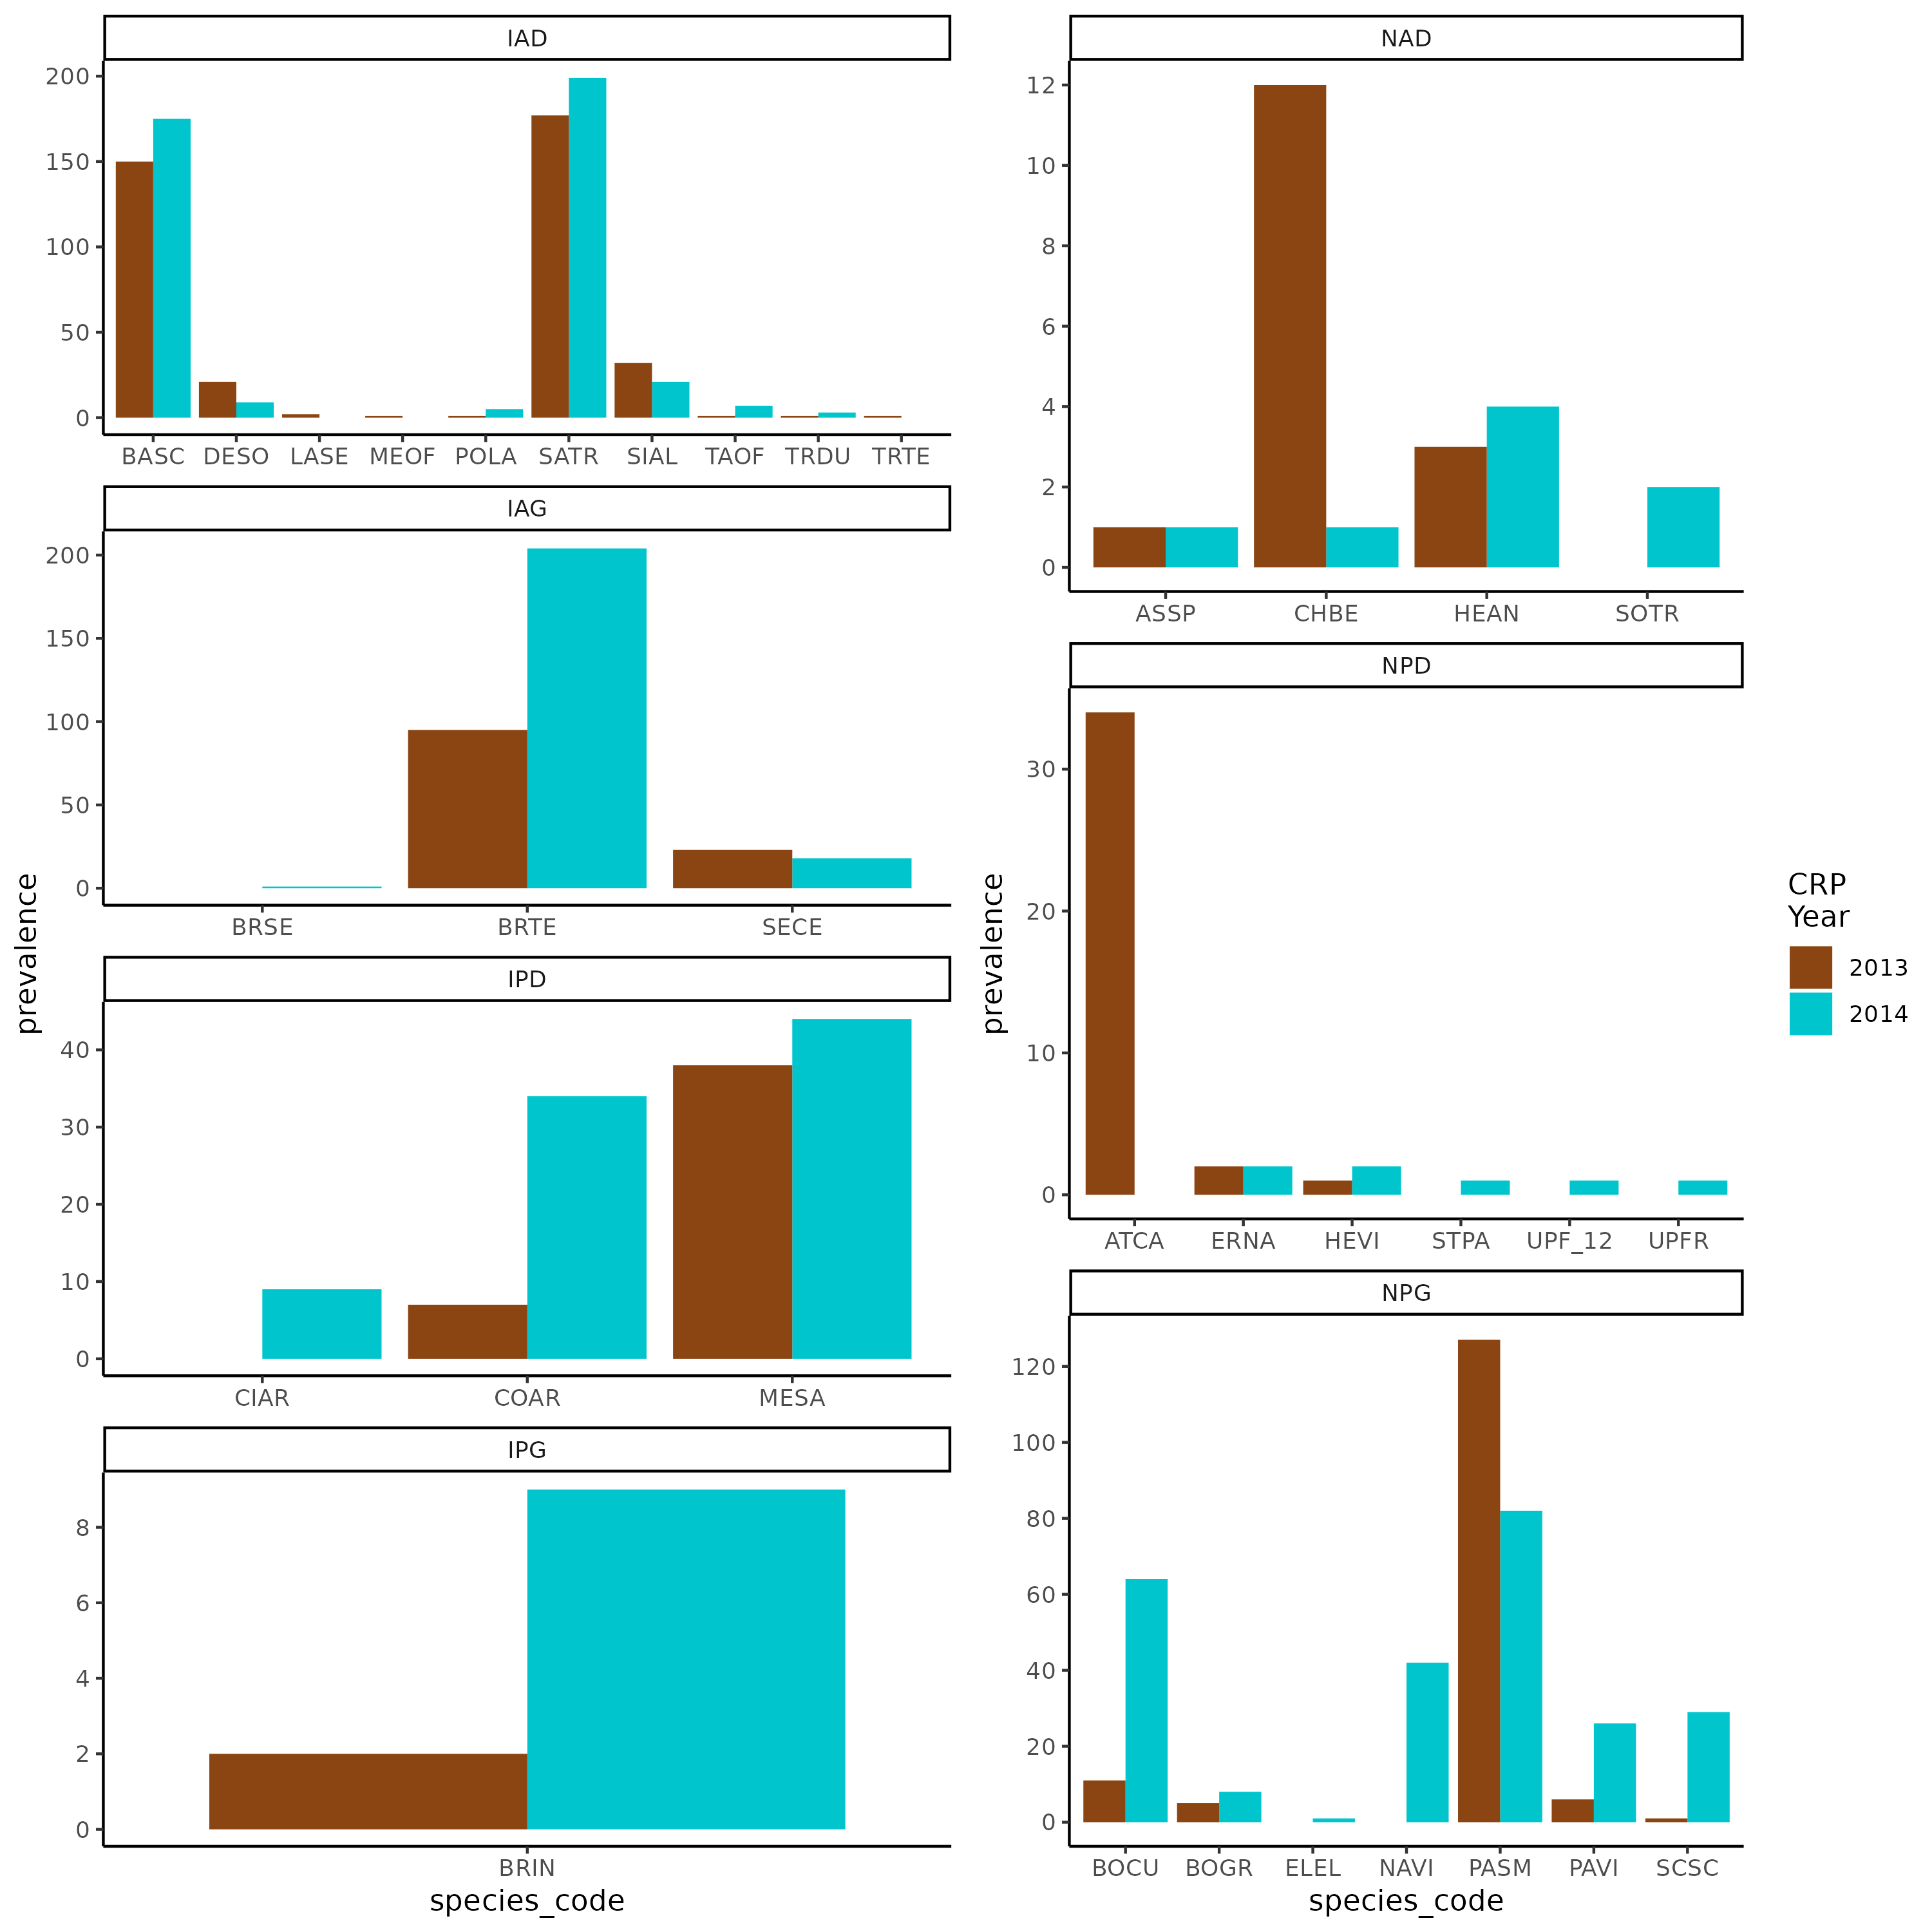 IAD
200
150
100
50
0
BASC DESO LASE MEOF POLA SATR SIAL TAOF TRDU TRTE
IAG
200
150
100
50
0
BRSE BRTE SECE
IPD
40
30
20
10
0
CIAR COAR MESA
IPG
8
6
4
2
0
BRIN
species_code
prevalence
NAD
12
10
8
6
4
2
0
ASSP CHBE HEAN SOTR
NPD
30
20
10
0
ATCA ERNA HEVI STPA UPF_12 UPFR
NPG
120
100
80
60
40
20
0
BOCU BOGR ELEL NAVI PASM PAVI SCSC
species_code
prevalence
CRP
Year
2013
2014